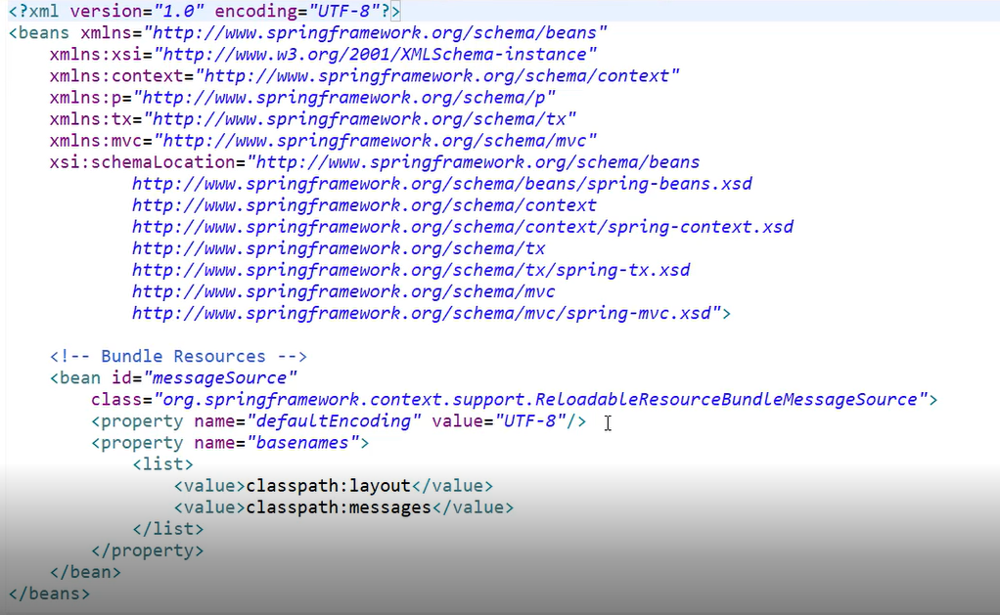 <?xml version="1.0" encoding="UTF-8"?>
<beans xmlns="http://www.springframework.org/schema/beans"
    xmlns:xsi="http://www.w3.org/2001/XMLSchema-instance"
    xmlns:context="http://www.springframework.org/schema/context"
    xmlns:p="http://www.springframework.org/schema/p"
    xmlns:tx="http://www.springframework.org/schema/tx"
    xmlns:mvc="http://www.springframework.org/schema/mvc"
    xsi:schemaLocation="http://www.springframework.org/schema/beans
            http://www.springframework.org/schema/beans/spring-beans.xsd
            http://www.springframework.org/schema/context
            http://www.springframework.org/schema/context/spring-context.xsd
            http://www.springframework.org/schema/tx
            http://www.springframework.org/schema/tx/spring-tx.xsd
            http://www.springframework.org/schema/mvc
            http://www.springframework.org/schema/mvc/spring-mvc.xsd">
    <!-- Bundle Resources -->
    <bean id="messageSource"
        class="org.springframework.context.support.ReloadableResourceBundleMessageSource">
        <property name="defaultEncoding" value="UTF-8"/>
        <property name="basenames">
            <list>
                <value>classpath:layout</value>
                <value>classpath:messages</value>
            </list>
        </property>
    </bean>
</beans>